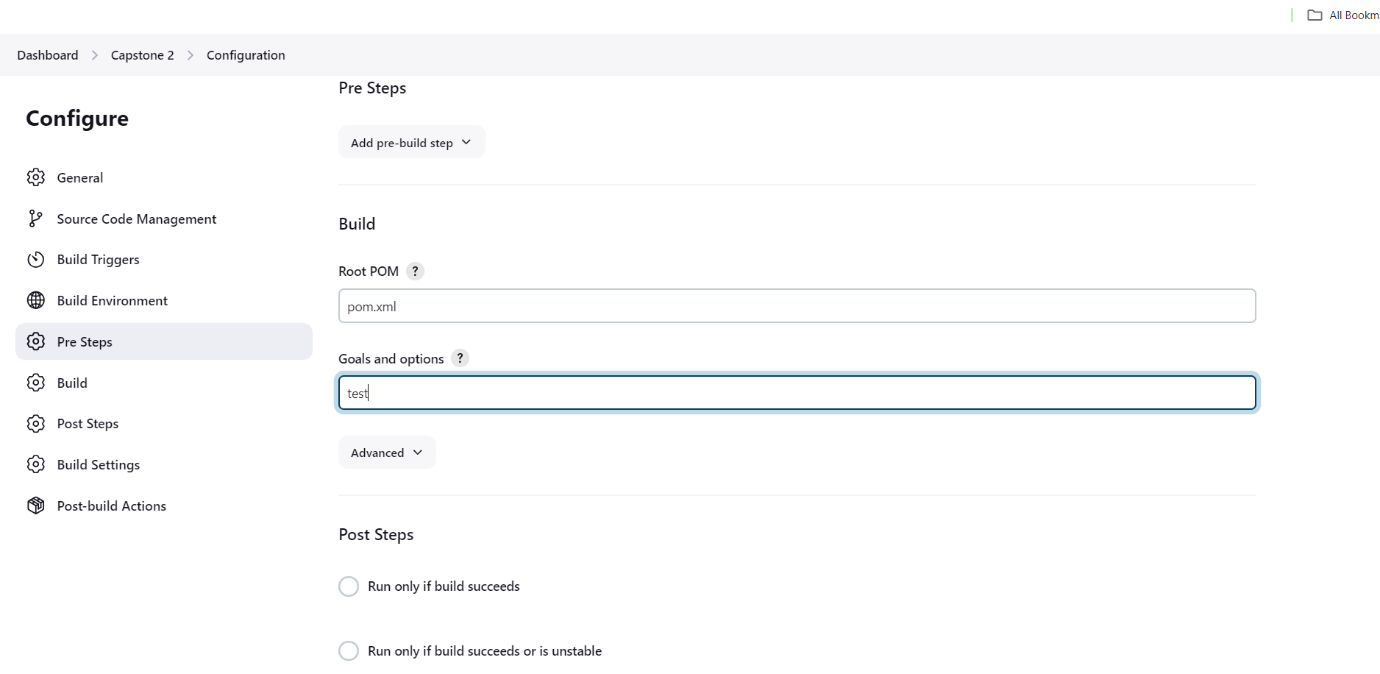 All Bookm
Dashboard Capstone 2 Configuration
Configure
General
Source Code Management
Build Triggers
Build Environment
Pre Steps
Build
Post Steps
Build Settings
Post-build Actions
Pre Steps
Add pre-build step
Build
Root POM ?
pom.xml
Goals and options ?
test
Advanced
Post Steps
Run only if build succeeds
Run only if build succeeds or is unstable